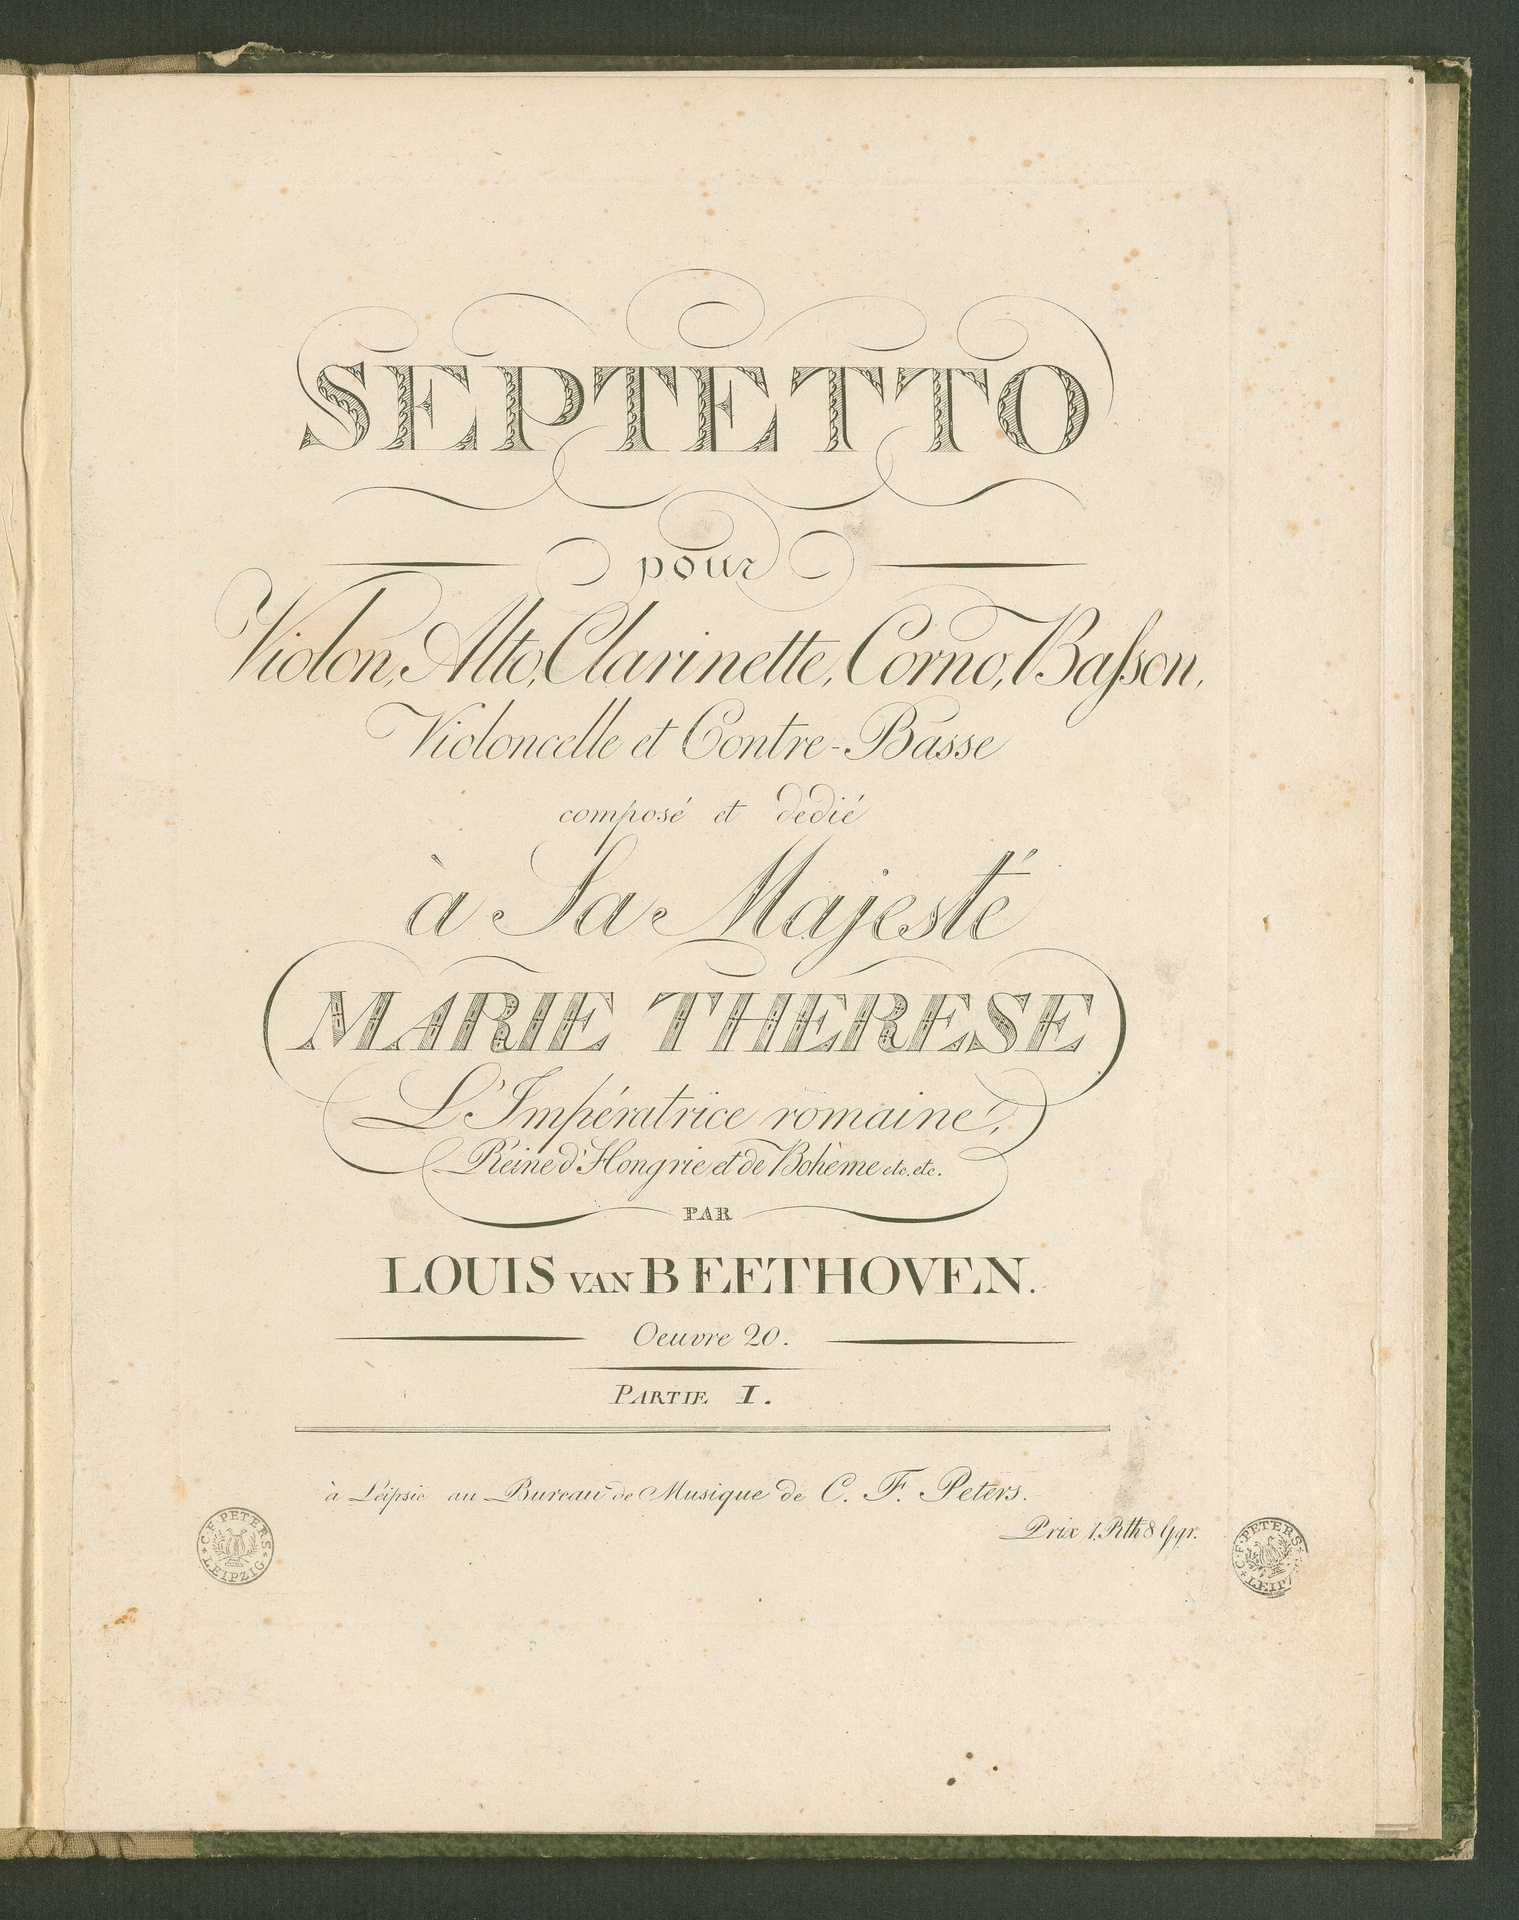 SEPTETTO
pour
Violon, Alto, Clarinette, Corno, Baſson,
Violoncelle et Contre-Basse
composé et dedié
à Sa Majesté
MARIE THERESE
L'Impératrice romaine,
Reine d'Hongrie et de Bohème etc. etc.
PAR
LOUIS VAN BEETHOVEN.
Oeuvre 20.
PARTIE I.
à Leipsic au Bureau de Musique de C. F. Peters.
Prix 1. Rth 8 Ggr.
C. F. PETERS LEIPZIG
C. F. PETERS LEIPZ